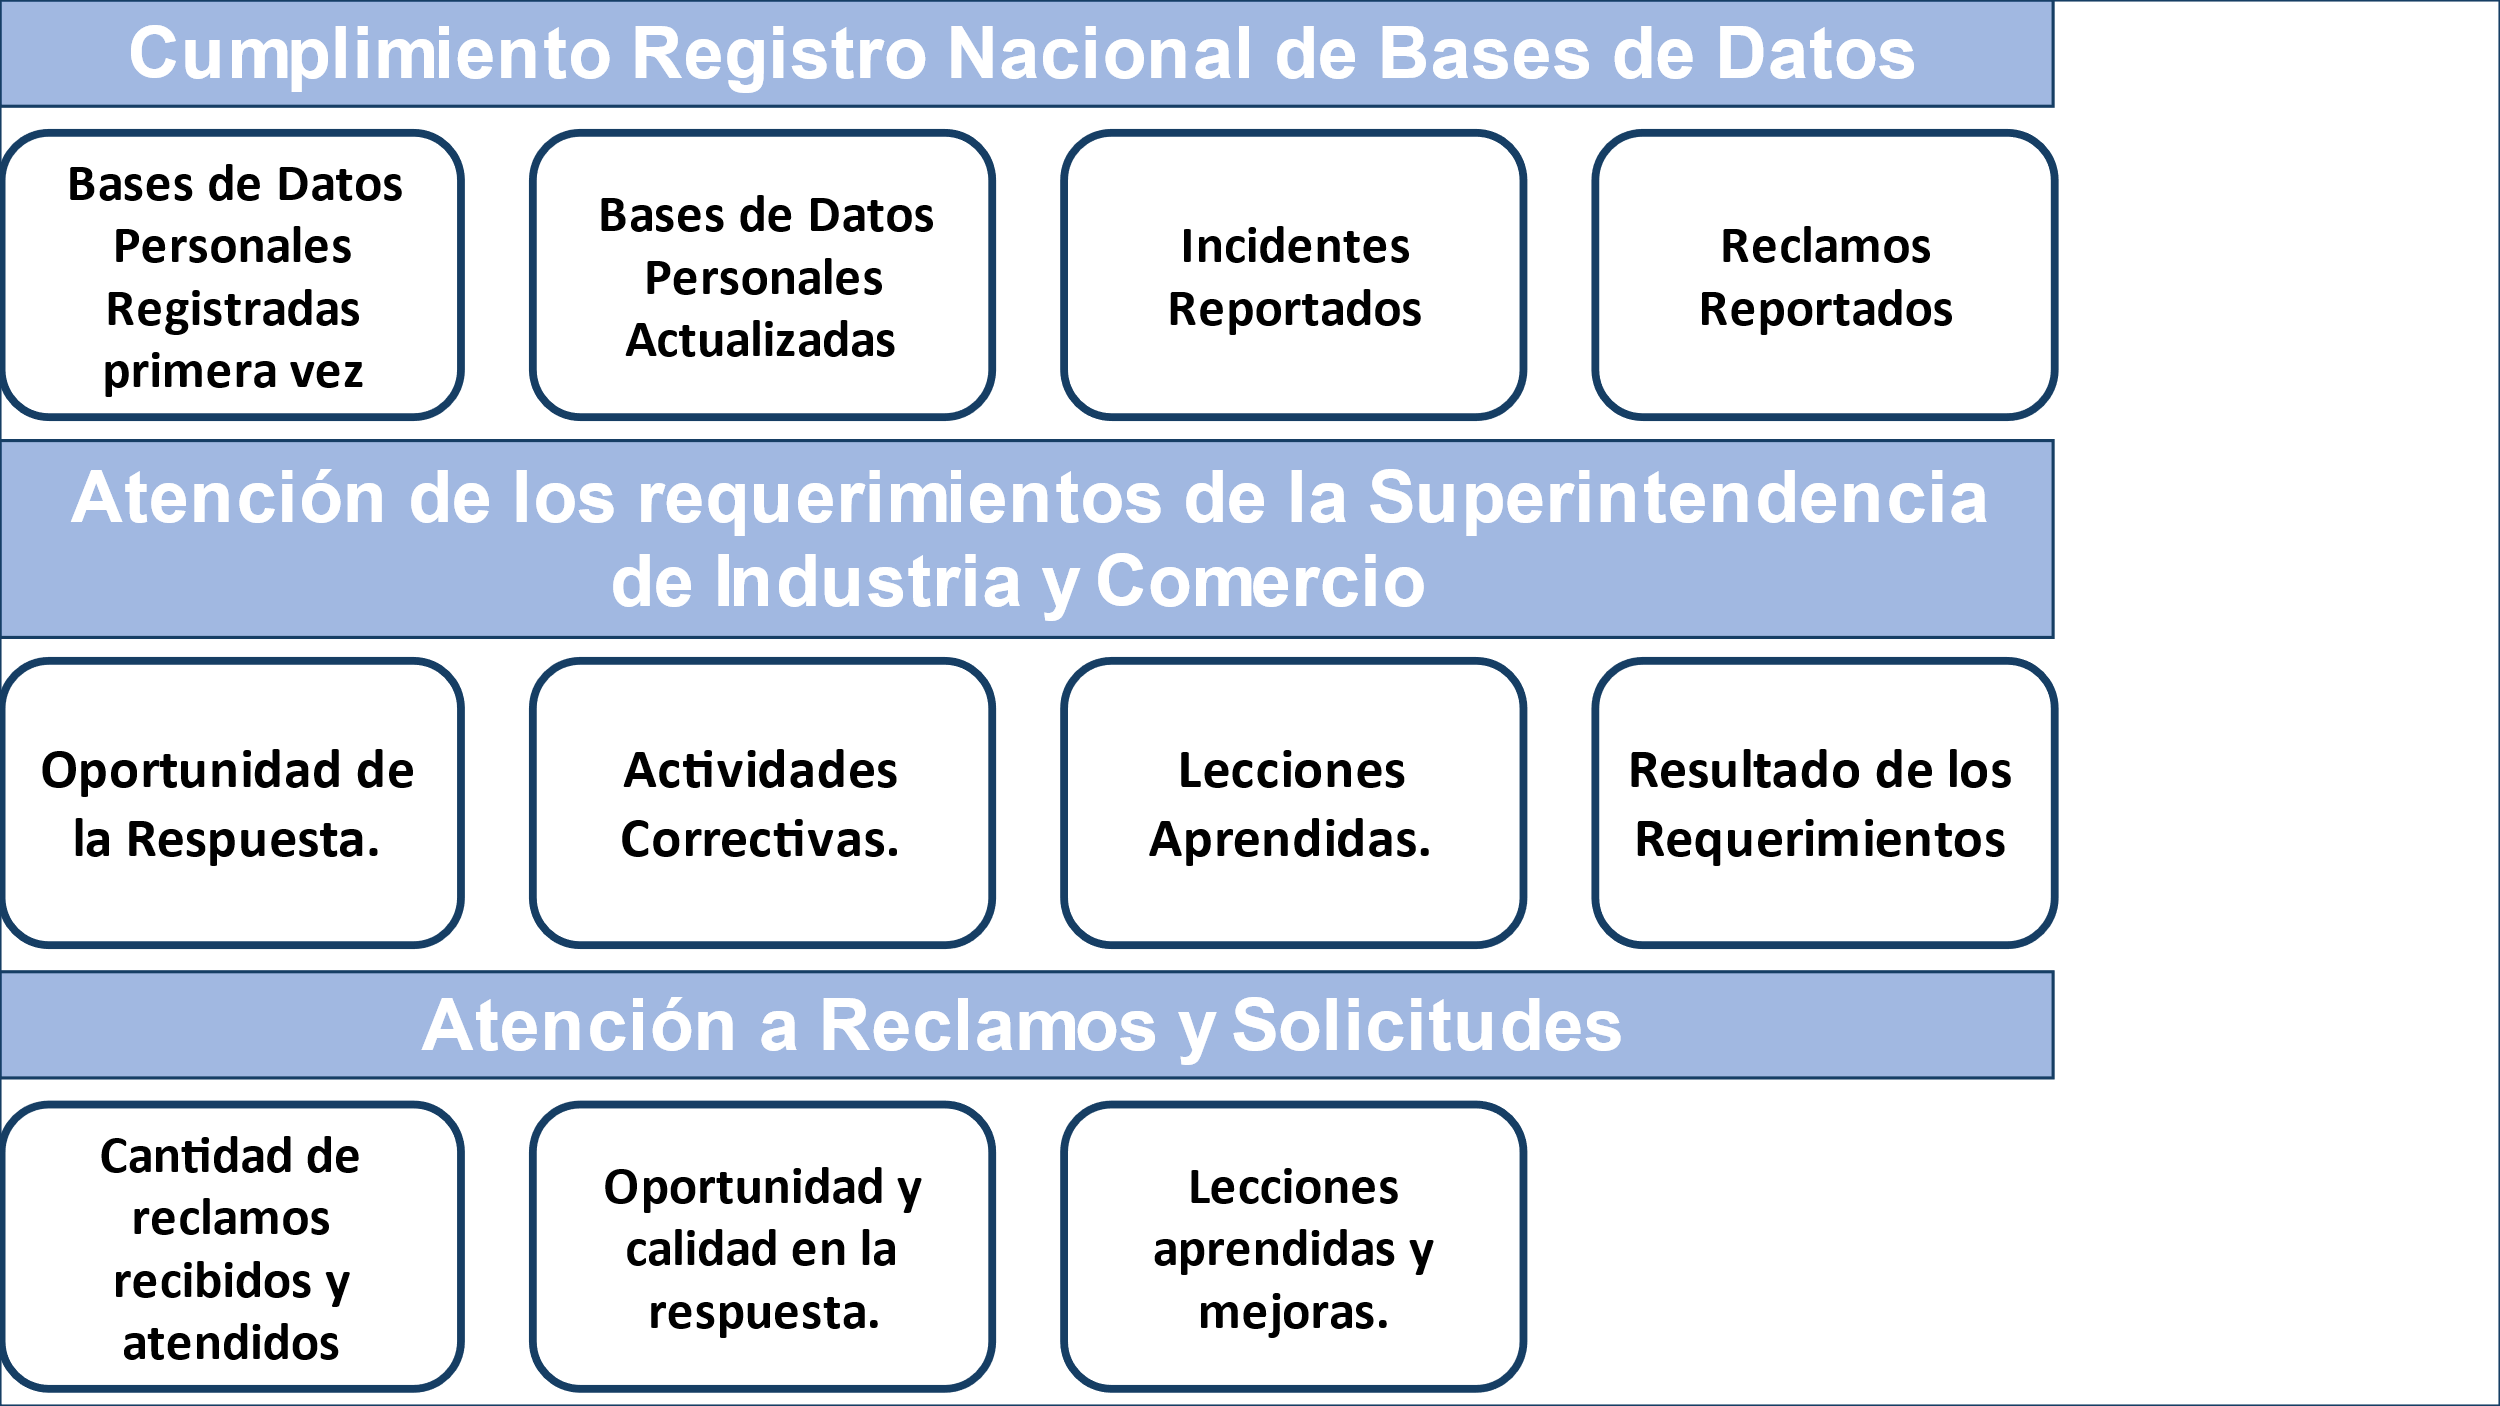 Cumplimiento Registro Nacional de Bases de Datos
Bases de Datos
Personales
Registradas
primera vez
Bases de Datos
Personales
Actualizadas
Incidentes
Reportados
Reclamos
Reportados
Atención de los requerimientos de la Superintendencia
de Industria y Comercio
Oportunidad de
la Respuesta.
Actividades
Correctivas.
Lecciones
Aprendidas.
Resultado de los
Requerimientos
Atención a Reclamos y Solicitudes
Cantidad de
reclamos
recibidos y
atendidos
Oportunidad y
calidad en la
respuesta.
Lecciones
aprendidas y
mejoras.